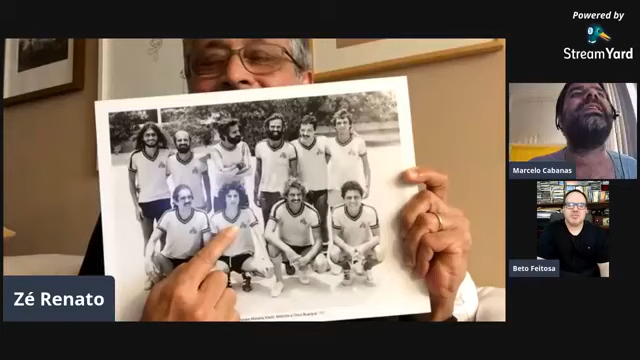 Powered by
StreamYard
Marcelo Cabanas
Beto Feitosa
Zé Renato